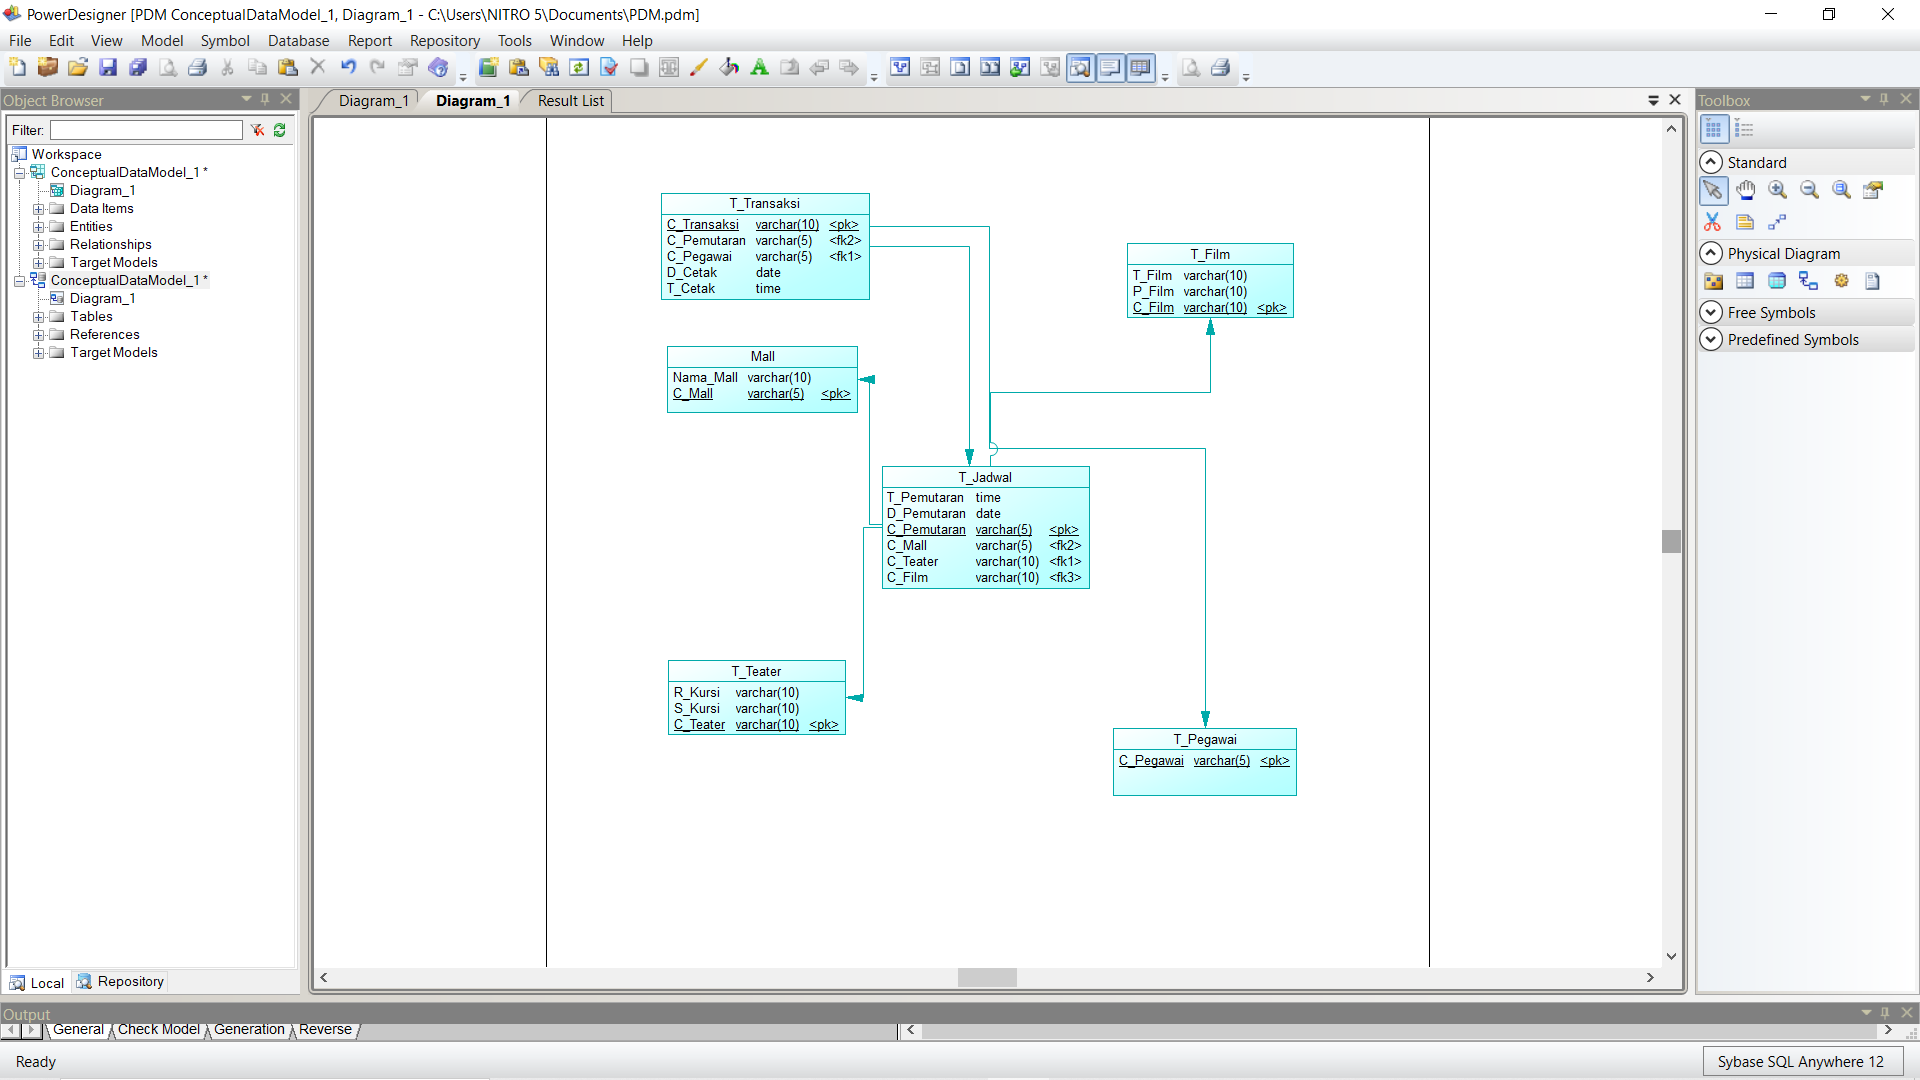 PowerDesigner [PDM ConceptualDataModel_1, Diagram_1 - C:\Users\NITRO 5\Documents\PDM.pdm]
File Edit View Model Symbol Database Report Repository Tools Window Help
Object Browser
Filter:
Workspace
ConceptualDataModel_1 *
Diagram_1
Data Items
Entities
Relationships
Target Models
ConceptualDataModel_1 *
Diagram_1
Tables
References
Target Models
Local Repository
Diagram_1 Diagram_1 Result List
T_Transaksi
C_Transaksi varchar(10) <pk>
C_Pemutaran varchar(5) <fk2>
C_Pegawai varchar(5) <fk1>
D_Cetak date
T_Cetak time
T_Film
T_Film varchar(10)
P_Film varchar(10)
C_Film varchar(10) <pk>
Mall
Nama_Mall varchar(10)
C_Mall varchar(5) <pk>
T_Jadwal
T_Pemutaran time
D_Pemutaran date
C_Pemutaran varchar(5) <pk>
C_Mall varchar(5) <fk2>
C_Teater varchar(10) <fk1>
C_Film varchar(10) <fk3>
T_Teater
R_Kursi varchar(10)
S_Kursi varchar(10)
C_Teater varchar(10) <pk>
T_Pegawai
C_Pegawai varchar(5) <pk>
Toolbox
Standard
Physical Diagram
Free Symbols
Predefined Symbols
Output
General Check Model Generation Reverse
Ready
Sybase SQL Anywhere 12